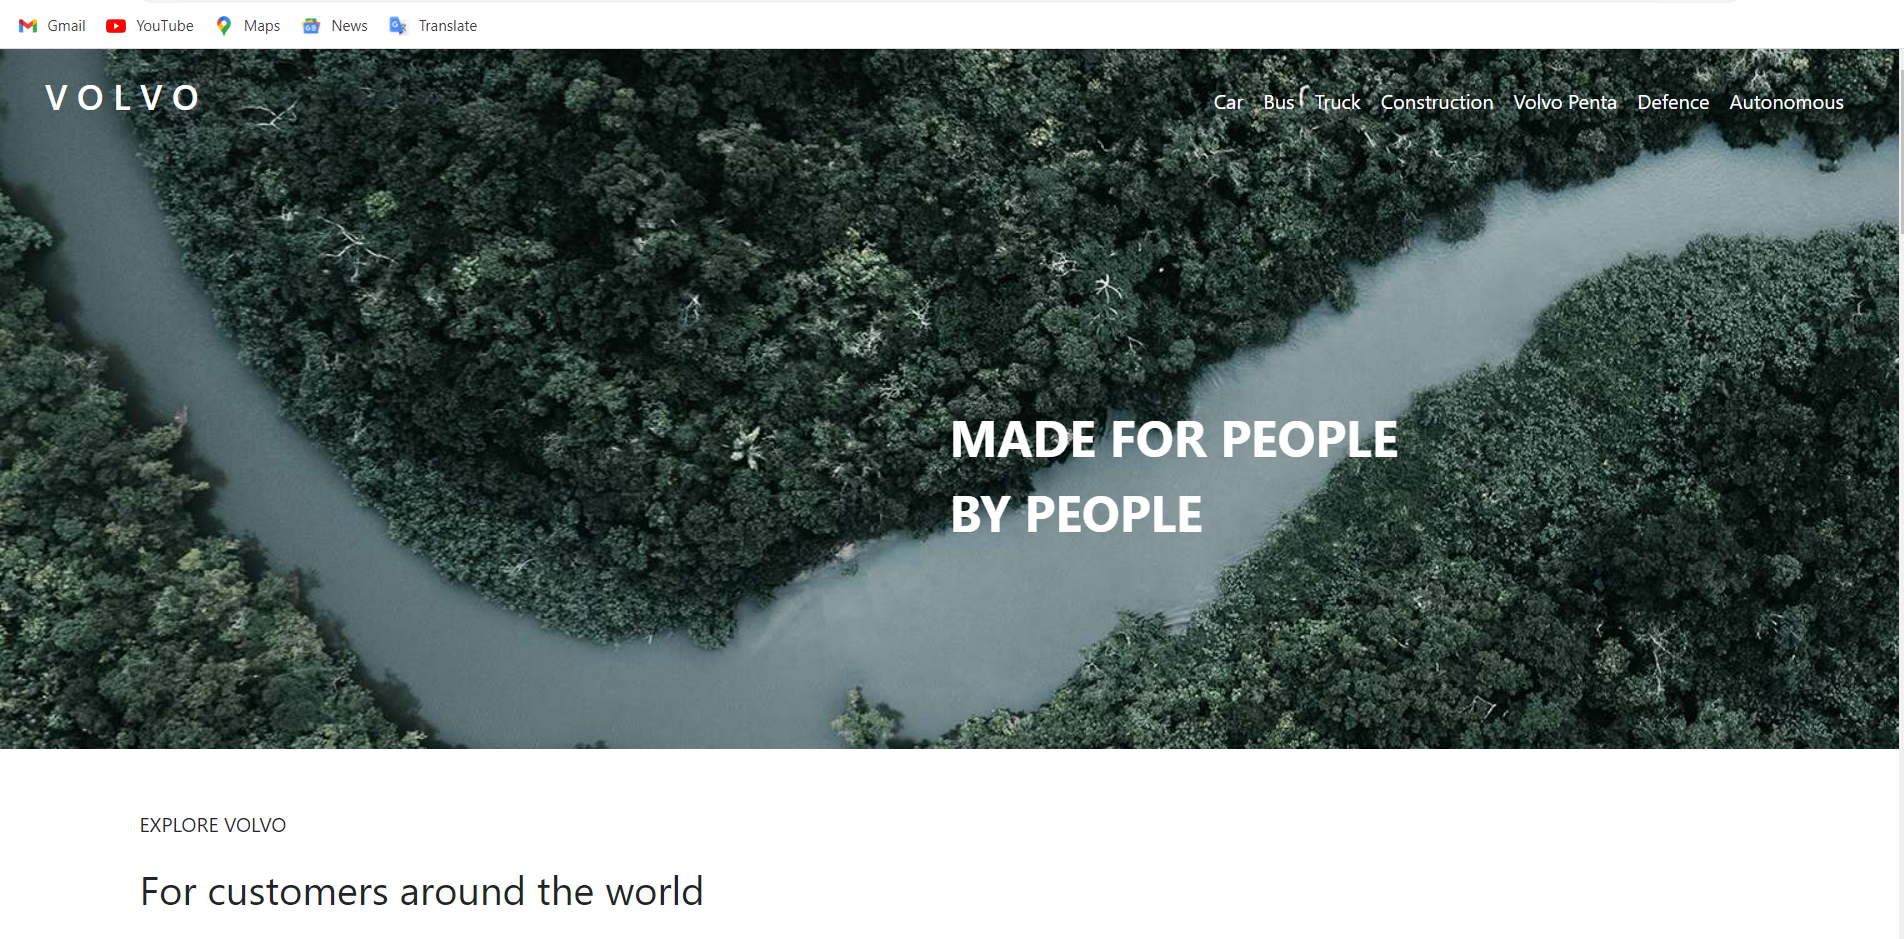 Gmail YouTube Maps News Translate
VOLVO
Car Bus Truck Construction Volvo Penta Defence Autonomous
MADE FOR PEOPLE
BY PEOPLE
EXPLORE VOLVO
For customers around the world